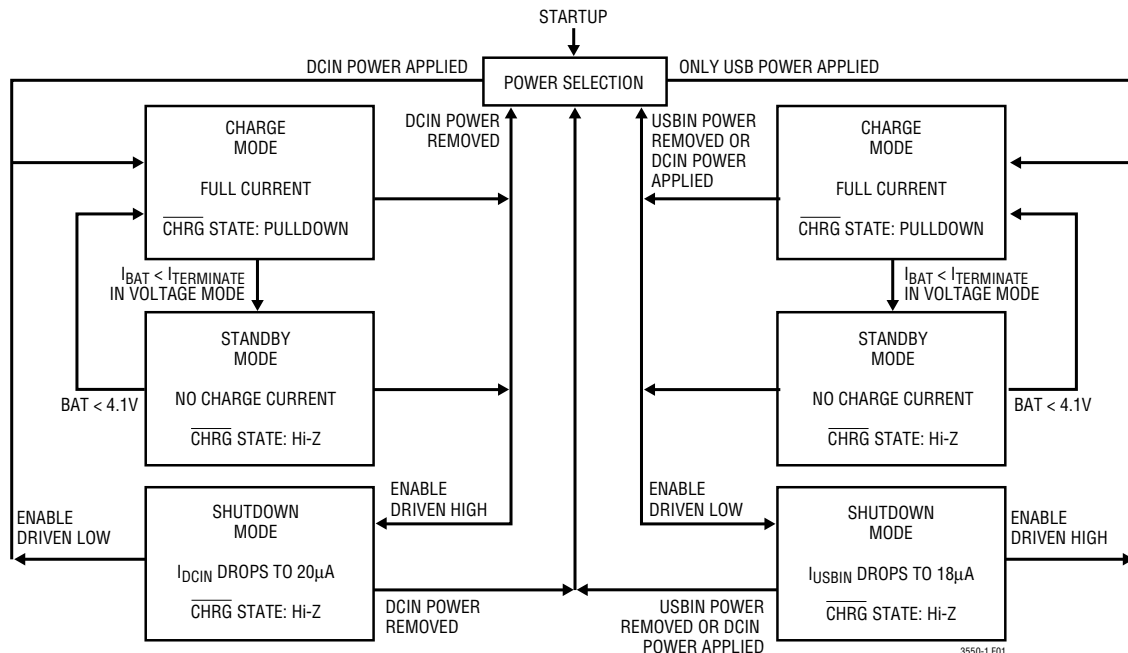 STARTUP
POWER SELECTION
DCIN POWER APPLIED
ONLY USB POWER APPLIED
CHARGE
MODE
FULL CURRENT
CHRG STATE: PULLDOWN
DCIN POWER
REMOVED
USBIN POWER
REMOVED OR
DCIN POWER
APPLIED
CHARGE
MODE
FULL CURRENT
CHRG STATE: PULLDOWN
IBAT < ITERMINATE
IN VOLTAGE MODE
IBAT < ITERMINATE
IN VOLTAGE MODE
STANDBY
MODE
NO CHARGE CURRENT
CHRG STATE: Hi-Z
BAT < 4.1V
STANDBY
MODE
NO CHARGE CURRENT
CHRG STATE: Hi-Z
BAT < 4.1V
ENABLE
DRIVEN LOW
SHUTDOWN
MODE
IDCIN DROPS TO 20µA
CHRG STATE: Hi-Z
ENABLE
DRIVEN HIGH
DCIN POWER
REMOVED
ENABLE
DRIVEN LOW
USBIN POWER
REMOVED OR DCIN
POWER APPLIED
SHUTDOWN
MODE
IUSBIN DROPS TO 18µA
CHRG STATE: Hi-Z
ENABLE
DRIVEN HIGH
3550-1 F01